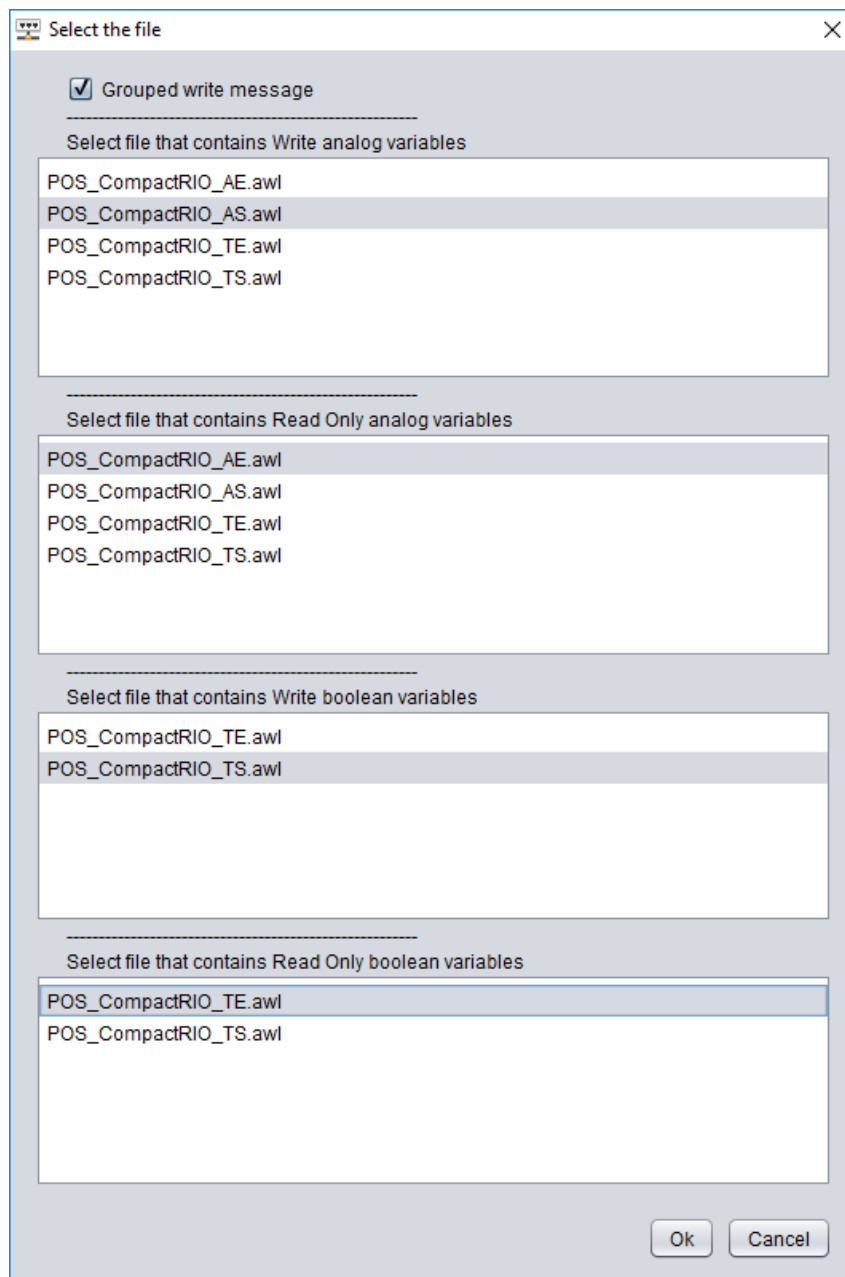 Select the file
Grouped write message
------------------------------------------------------
Select file that contains Write analog variables
POS_CompactRIO_AE.awl
POS_CompactRIO_AS.awl
POS_CompactRIO_TE.awl
POS_CompactRIO_TS.awl
------------------------------------------------------
Select file that contains Read Only analog variables
POS_CompactRIO_AE.awl
POS_CompactRIO_AS.awl
POS_CompactRIO_TE.awl
POS_CompactRIO_TS.awl
------------------------------------------------------
Select file that contains Write boolean variables
POS_CompactRIO_TE.awl
POS_CompactRIO_TS.awl
------------------------------------------------------
Select file that contains Read Only boolean variables
POS_CompactRIO_TE.awl
POS_CompactRIO_TS.awl
Ok Cancel